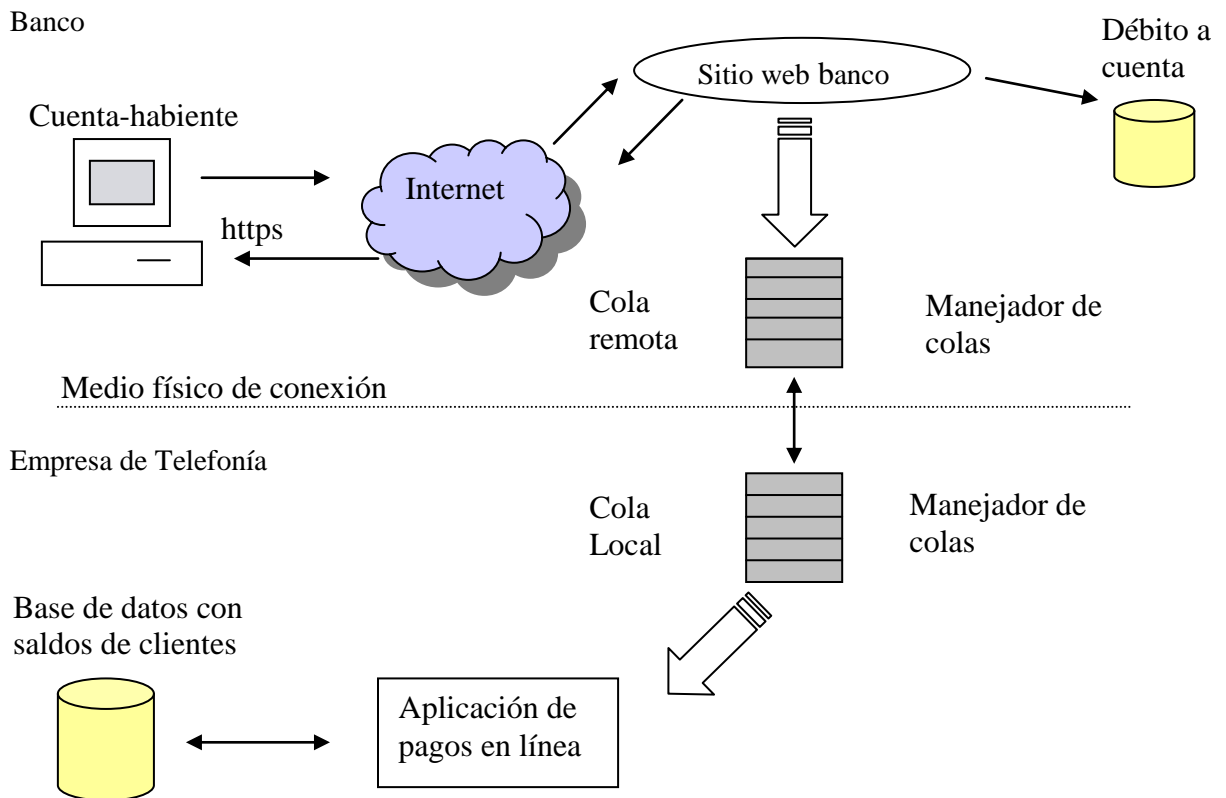 Banco
Débito a
cuenta
Sitio web banco
Cuenta-habiente
Internet
https
Cola
remota
Manejador de
colas
Medio físico de conexión
Empresa de Telefonía
Cola
Local
Manejador de
colas
Base de datos con
saldos de clientes
Aplicación de
pagos en línea